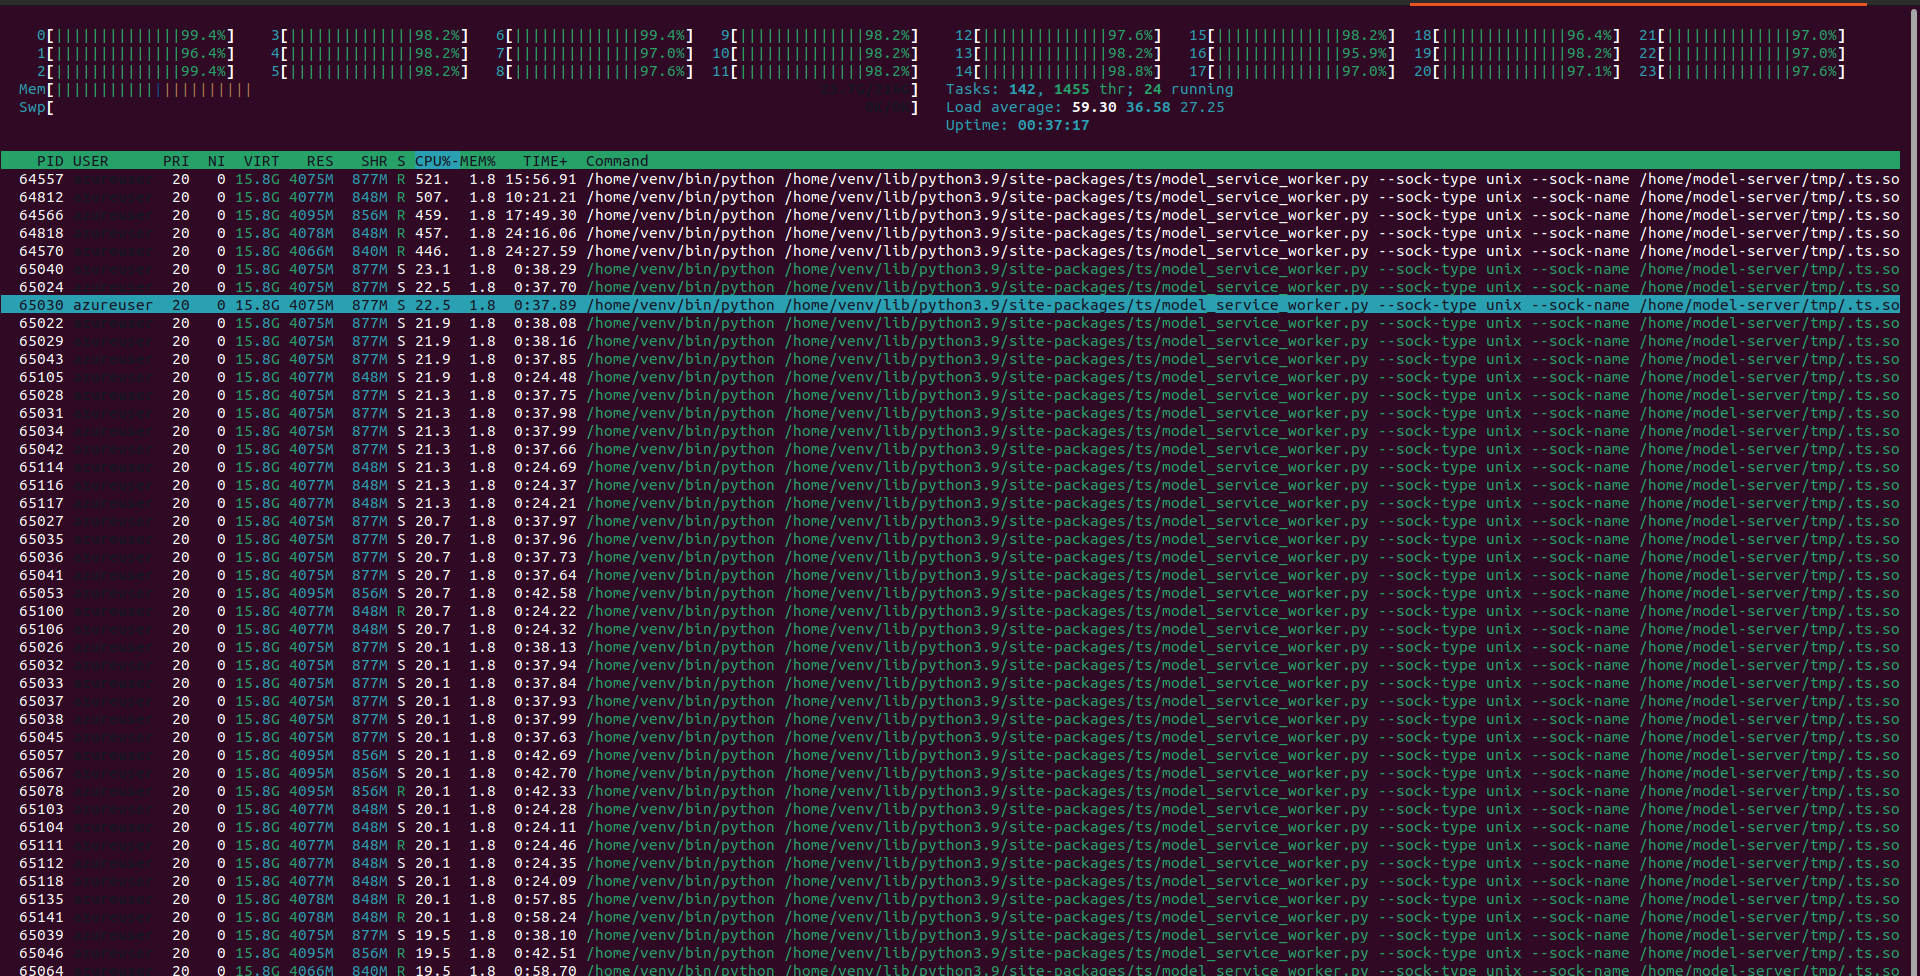 0[||||||||||||||99.4%] 3[||||||||||||||98.2%] 6[||||||||||||||99.4%] 9[||||||||||||||98.2%] 12[||||||||||||||97.6%] 15[||||||||||||||98.2%] 18[||||||||||||||96.4%] 21[||||||||||||||97.0%]
1[||||||||||||||96.4%] 4[||||||||||||||98.2%] 7[||||||||||||||97.0%] 10[||||||||||||||98.2%] 13[||||||||||||||98.2%] 16[||||||||||||||95.9%] 19[||||||||||||||98.2%] 22[||||||||||||||97.0%]
2[||||||||||||||99.4%] 5[||||||||||||||98.2%] 8[||||||||||||||97.6%] 11[||||||||||||||98.2%] 14[||||||||||||||98.8%] 17[||||||||||||||97.0%] 20[||||||||||||||97.1%] 23[||||||||||||||97.6%]
Mem[||||||||||||||||||||||] Tasks: 142, 1455 thr; 24 running
Swp[ ] Load average: 59.30 36.58 27.25
Uptime: 00:37:17
PID USER PRI NI VIRT RES SHR S CPU%-MEM% TIME+ Command
64557 20 0 15.8G 4075M 877M R 521. 1.8 15:56.91 /home/venv/bin/python /home/venv/lib/python3.9/site-packages/ts/model_service_worker.py --sock-type unix --sock-name /home/model-server/tmp/.ts.so
64812 20 0 15.8G 4077M 848M R 507. 1.8 10:21.21 /home/venv/bin/python /home/venv/lib/python3.9/site-packages/ts/model_service_worker.py --sock-type unix --sock-name /home/model-server/tmp/.ts.so
64566 20 0 15.8G 4095M 856M R 459. 1.8 17:49.30 /home/venv/bin/python /home/venv/lib/python3.9/site-packages/ts/model_service_worker.py --sock-type unix --sock-name /home/model-server/tmp/.ts.so
64818 20 0 15.8G 4078M 848M R 457. 1.8 24:16.06 /home/venv/bin/python /home/venv/lib/python3.9/site-packages/ts/model_service_worker.py --sock-type unix --sock-name /home/model-server/tmp/.ts.so
64570 20 0 15.8G 4066M 840M R 446. 1.8 24:27.59 /home/venv/bin/python /home/venv/lib/python3.9/site-packages/ts/model_service_worker.py --sock-type unix --sock-name /home/model-server/tmp/.ts.so
65040 20 0 15.8G 4075M 877M S 23.1 1.8 0:38.29 /home/venv/bin/python /home/venv/lib/python3.9/site-packages/ts/model_service_worker.py --sock-type unix --sock-name /home/model-server/tmp/.ts.so
65024 20 0 15.8G 4075M 877M S 22.5 1.8 0:37.70 /home/venv/bin/python /home/venv/lib/python3.9/site-packages/ts/model_service_worker.py --sock-type unix --sock-name /home/model-server/tmp/.ts.so
65030 azureuser 20 0 15.8G 4075M 877M S 22.5 1.8 0:37.89 /home/venv/bin/python /home/venv/lib/python3.9/site-packages/ts/model_service_worker.py --sock-type unix --sock-name /home/model-server/tmp/.ts.so
65022 20 0 15.8G 4075M 877M S 21.9 1.8 0:38.08 /home/venv/bin/python /home/venv/lib/python3.9/site-packages/ts/model_service_worker.py --sock-type unix --sock-name /home/model-server/tmp/.ts.so
65029 20 0 15.8G 4075M 877M S 21.9 1.8 0:38.16 /home/venv/bin/python /home/venv/lib/python3.9/site-packages/ts/model_service_worker.py --sock-type unix --sock-name /home/model-server/tmp/.ts.so
65043 20 0 15.8G 4075M 877M S 21.9 1.8 0:37.85 /home/venv/bin/python /home/venv/lib/python3.9/site-packages/ts/model_service_worker.py --sock-type unix --sock-name /home/model-server/tmp/.ts.so
65105 20 0 15.8G 4077M 848M S 21.9 1.8 0:24.48 /home/venv/bin/python /home/venv/lib/python3.9/site-packages/ts/model_service_worker.py --sock-type unix --sock-name /home/model-server/tmp/.ts.so
65028 20 0 15.8G 4075M 877M S 21.3 1.8 0:37.75 /home/venv/bin/python /home/venv/lib/python3.9/site-packages/ts/model_service_worker.py --sock-type unix --sock-name /home/model-server/tmp/.ts.so
65031 20 0 15.8G 4075M 877M S 21.3 1.8 0:37.98 /home/venv/bin/python /home/venv/lib/python3.9/site-packages/ts/model_service_worker.py --sock-type unix --sock-name /home/model-server/tmp/.ts.so
65034 20 0 15.8G 4075M 877M S 21.3 1.8 0:37.99 /home/venv/bin/python /home/venv/lib/python3.9/site-packages/ts/model_service_worker.py --sock-type unix --sock-name /home/model-server/tmp/.ts.so
65042 20 0 15.8G 4075M 877M S 21.3 1.8 0:37.66 /home/venv/bin/python /home/venv/lib/python3.9/site-packages/ts/model_service_worker.py --sock-type unix --sock-name /home/model-server/tmp/.ts.so
65114 20 0 15.8G 4077M 848M S 21.3 1.8 0:24.69 /home/venv/bin/python /home/venv/lib/python3.9/site-packages/ts/model_service_worker.py --sock-type unix --sock-name /home/model-server/tmp/.ts.so
65116 20 0 15.8G 4077M 848M S 21.3 1.8 0:24.37 /home/venv/bin/python /home/venv/lib/python3.9/site-packages/ts/model_service_worker.py --sock-type unix --sock-name /home/model-server/tmp/.ts.so
65117 20 0 15.8G 4077M 848M S 21.3 1.8 0:24.21 /home/venv/bin/python /home/venv/lib/python3.9/site-packages/ts/model_service_worker.py --sock-type unix --sock-name /home/model-server/tmp/.ts.so
65027 20 0 15.8G 4075M 877M S 20.7 1.8 0:37.97 /home/venv/bin/python /home/venv/lib/python3.9/site-packages/ts/model_service_worker.py --sock-type unix --sock-name /home/model-server/tmp/.ts.so
65035 20 0 15.8G 4075M 877M S 20.7 1.8 0:37.96 /home/venv/bin/python /home/venv/lib/python3.9/site-packages/ts/model_service_worker.py --sock-type unix --sock-name /home/model-server/tmp/.ts.so
65036 20 0 15.8G 4075M 877M S 20.7 1.8 0:37.73 /home/venv/bin/python /home/venv/lib/python3.9/site-packages/ts/model_service_worker.py --sock-type unix --sock-name /home/model-server/tmp/.ts.so
65041 20 0 15.8G 4075M 877M S 20.7 1.8 0:37.64 /home/venv/bin/python /home/venv/lib/python3.9/site-packages/ts/model_service_worker.py --sock-type unix --sock-name /home/model-server/tmp/.ts.so
65053 20 0 15.8G 4095M 856M S 20.7 1.8 0:42.58 /home/venv/bin/python /home/venv/lib/python3.9/site-packages/ts/model_service_worker.py --sock-type unix --sock-name /home/model-server/tmp/.ts.so
65100 20 0 15.8G 4077M 848M R 20.7 1.8 0:24.22 /home/venv/bin/python /home/venv/lib/python3.9/site-packages/ts/model_service_worker.py --sock-type unix --sock-name /home/model-server/tmp/.ts.so
65106 20 0 15.8G 4077M 848M S 20.7 1.8 0:24.32 /home/venv/bin/python /home/venv/lib/python3.9/site-packages/ts/model_service_worker.py --sock-type unix --sock-name /home/model-server/tmp/.ts.so
65026 20 0 15.8G 4075M 877M S 20.1 1.8 0:38.13 /home/venv/bin/python /home/venv/lib/python3.9/site-packages/ts/model_service_worker.py --sock-type unix --sock-name /home/model-server/tmp/.ts.so
65032 20 0 15.8G 4075M 877M S 20.1 1.8 0:37.94 /home/venv/bin/python /home/venv/lib/python3.9/site-packages/ts/model_service_worker.py --sock-type unix --sock-name /home/model-server/tmp/.ts.so
65033 20 0 15.8G 4075M 877M S 20.1 1.8 0:37.84 /home/venv/bin/python /home/venv/lib/python3.9/site-packages/ts/model_service_worker.py --sock-type unix --sock-name /home/model-server/tmp/.ts.so
65037 20 0 15.8G 4075M 877M S 20.1 1.8 0:37.93 /home/venv/bin/python /home/venv/lib/python3.9/site-packages/ts/model_service_worker.py --sock-type unix --sock-name /home/model-server/tmp/.ts.so
65038 20 0 15.8G 4075M 877M S 20.1 1.8 0:37.99 /home/venv/bin/python /home/venv/lib/python3.9/site-packages/ts/model_service_worker.py --sock-type unix --sock-name /home/model-server/tmp/.ts.so
65045 20 0 15.8G 4075M 877M S 20.1 1.8 0:37.63 /home/venv/bin/python /home/venv/lib/python3.9/site-packages/ts/model_service_worker.py --sock-type unix --sock-name /home/model-server/tmp/.ts.so
65057 20 0 15.8G 4095M 856M S 20.1 1.8 0:42.69 /home/venv/bin/python /home/venv/lib/python3.9/site-packages/ts/model_service_worker.py --sock-type unix --sock-name /home/model-server/tmp/.ts.so
65067 20 0 15.8G 4095M 856M S 20.1 1.8 0:42.70 /home/venv/bin/python /home/venv/lib/python3.9/site-packages/ts/model_service_worker.py --sock-type unix --sock-name /home/model-server/tmp/.ts.so
65078 20 0 15.8G 4095M 856M R 20.1 1.8 0:42.33 /home/venv/bin/python /home/venv/lib/python3.9/site-packages/ts/model_service_worker.py --sock-type unix --sock-name /home/model-server/tmp/.ts.so
65103 20 0 15.8G 4077M 848M S 20.1 1.8 0:24.28 /home/venv/bin/python /home/venv/lib/python3.9/site-packages/ts/model_service_worker.py --sock-type unix --sock-name /home/model-server/tmp/.ts.so
65104 20 0 15.8G 4077M 848M S 20.1 1.8 0:24.11 /home/venv/bin/python /home/venv/lib/python3.9/site-packages/ts/model_service_worker.py --sock-type unix --sock-name /home/model-server/tmp/.ts.so
65111 20 0 15.8G 4077M 848M R 20.1 1.8 0:24.46 /home/venv/bin/python /home/venv/lib/python3.9/site-packages/ts/model_service_worker.py --sock-type unix --sock-name /home/model-server/tmp/.ts.so
65112 20 0 15.8G 4077M 848M S 20.1 1.8 0:24.35 /home/venv/bin/python /home/venv/lib/python3.9/site-packages/ts/model_service_worker.py --sock-type unix --sock-name /home/model-server/tmp/.ts.so
65118 20 0 15.8G 4077M 848M S 20.1 1.8 0:24.09 /home/venv/bin/python /home/venv/lib/python3.9/site-packages/ts/model_service_worker.py --sock-type unix --sock-name /home/model-server/tmp/.ts.so
65135 20 0 15.8G 4078M 848M R 20.1 1.8 0:57.85 /home/venv/bin/python /home/venv/lib/python3.9/site-packages/ts/model_service_worker.py --sock-type unix --sock-name /home/model-server/tmp/.ts.so
65141 20 0 15.8G 4078M 848M R 20.1 1.8 0:58.24 /home/venv/bin/python /home/venv/lib/python3.9/site-packages/ts/model_service_worker.py --sock-type unix --sock-name /home/model-server/tmp/.ts.so
65039 20 0 15.8G 4075M 877M S 19.5 1.8 0:38.10 /home/venv/bin/python /home/venv/lib/python3.9/site-packages/ts/model_service_worker.py --sock-type unix --sock-name /home/model-server/tmp/.ts.so
65046 20 0 15.8G 4095M 856M R 19.5 1.8 0:42.51 /home/venv/bin/python /home/venv/lib/python3.9/site-packages/ts/model_service_worker.py --sock-type unix --sock-name /home/model-server/tmp/.ts.so
65064 20 0 15.8G 4066M 840M R 19.5 1.8 0:58.70 /home/venv/bin/python /home/venv/lib/python3.9/site-packages/ts/model_service_worker.py --sock-type unix --sock-name /home/model-server/tmp/.ts.so